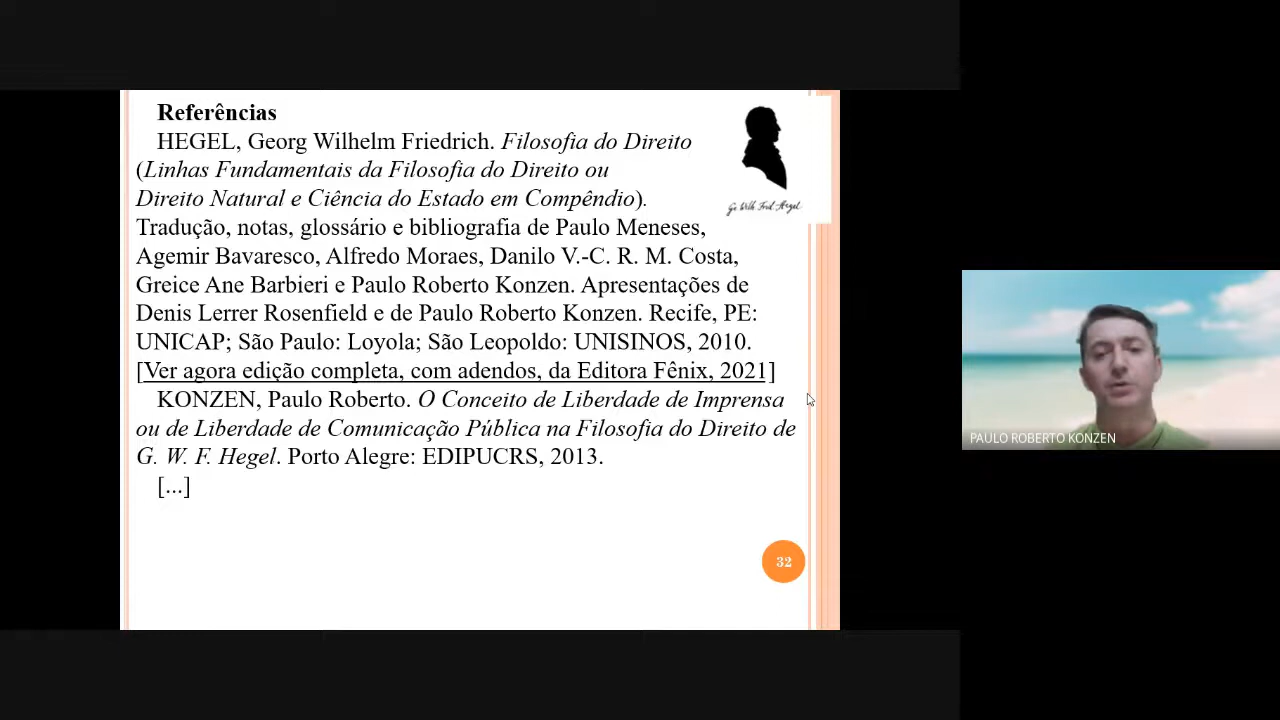 Referências
HEGEL, Georg Wilhelm Friedrich. Filosofia do Direito
(Linhas Fundamentais da Filosofia do Direito ou
Direito Natural e Ciência do Estado em Compêndio).
Tradução, notas, glossário e bibliografia de Paulo Meneses,
Agemir Bavaresco, Alfredo Moraes, Danilo V.-C. R. M. Costa,
Greice Ane Barbieri e Paulo Roberto Konzen. Apresentações de
Denis Lerrer Rosenfield e de Paulo Roberto Konzen. Recife, PE:
UNICAP; São Paulo: Loyola; São Leopoldo: UNISINOS, 2010.
[Ver agora edição completa, com adendos, da Editora Fênix, 2021]
KONZEN, Paulo Roberto. O Conceito de Liberdade de Imprensa
ou de Liberdade de Comunicação Pública na Filosofia do Direito de
G. W. F. Hegel. Porto Alegre: EDIPUCRS, 2013.
[...]
32
PAULO ROBERTO KONZEN